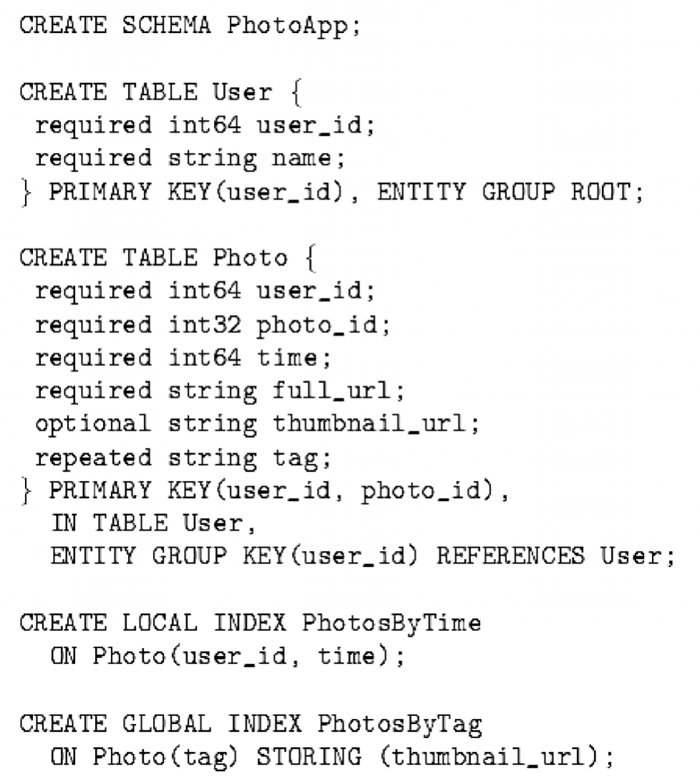 CREATE SCHEMA PhotoApp;
CREATE TABLE User {
required int64 user_id;
required string name;
} PRIMARY KEY(user_id), ENTITY GROUP ROOT;
CREATE TABLE Photo {
required int64 user_id;
required int32 photo_id;
required int64 time;
required string full_url;
optional string thumbnail_url;
repeated string tag;
} PRIMARY KEY(user_id, photo_id),
IN TABLE User,
ENTITY GROUP KEY(user_id) REFERENCES User;
CREATE LOCAL INDEX PhotosByTime
ON Photo(user_id, time);
CREATE GLOBAL INDEX PhotosByTag
ON Photo(tag) STORING (thumbnail_url);